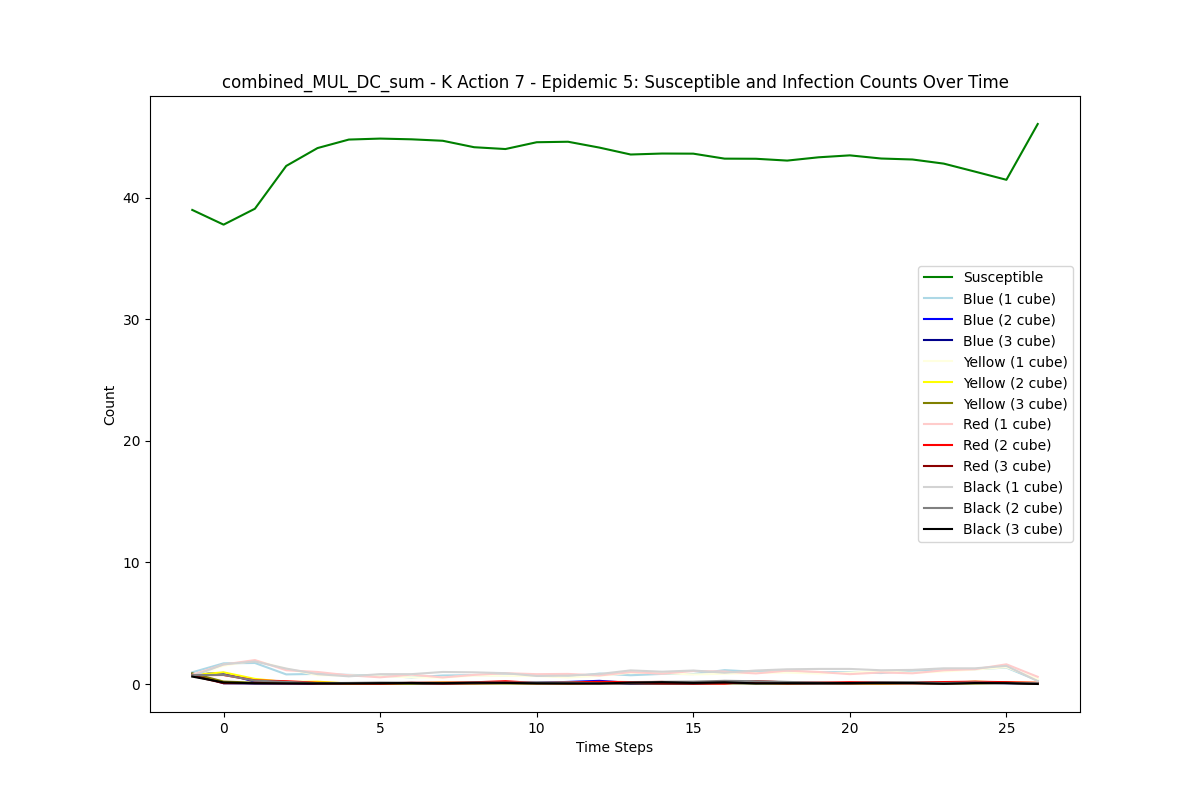 combined_MUL_DC_sum - K Action 7 - Epidemic 5: Susceptible and Infection Counts Over Time
Count
40
30
20
10
0
Susceptible
Blue (1 cube)
Blue (2 cube)
Blue (3 cube)
Yellow (1 cube)
Yellow (2 cube)
Yellow (3 cube)
Red (1 cube)
Red (2 cube)
Red (3 cube)
Black (1 cube)
Black (2 cube)
Black (3 cube)
0 5 10 15 20 25
Time Steps